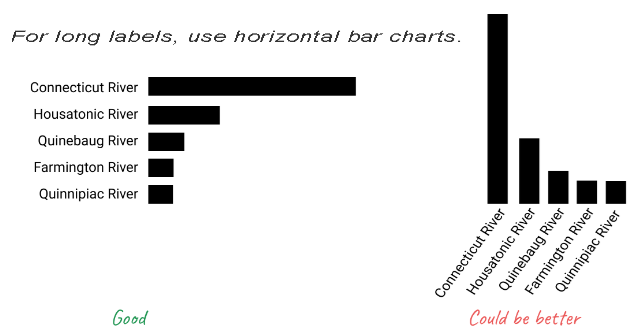 For long labels, use horizontal bar charts.
Connecticut River
Housatonic River
Quinebaug River
Farmington River
Quinnipiac River
Good
Connecticut River
Housatonic River
Quinebaug River
Farmington River
Quinnipiac River
Could be better